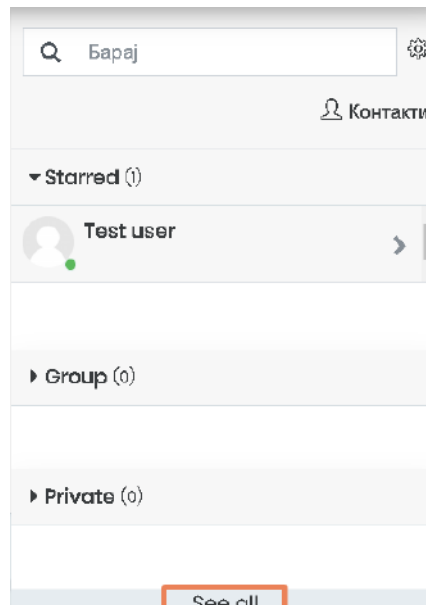 Барај
Контакти
Starred (1)
Test user
Group (0)
Private (0)
See all